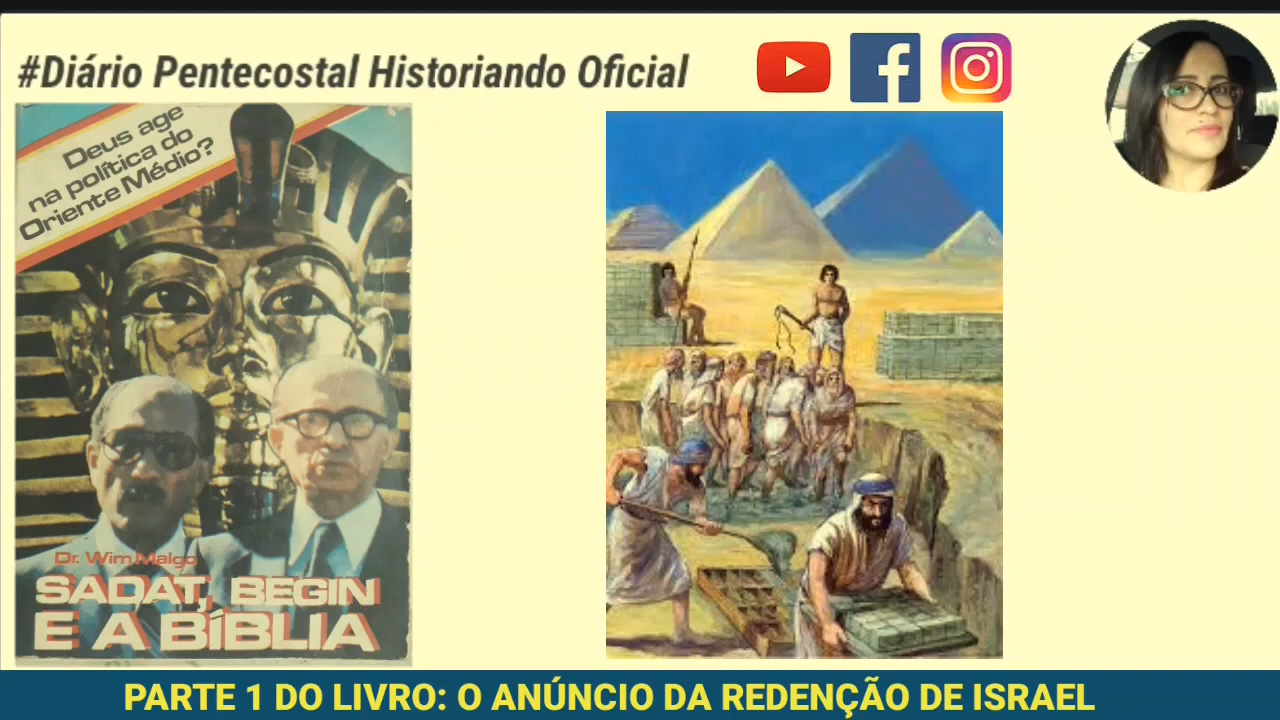 #Diário Pentecostal Historiando Oficial
Deus age
na política do
Oriente Médio?
Dr. Wim Malgo
SADAT, BEGIN
E A BÍBLIA
PARTE 1 DO LIVRO: O ANÚNCIO DA REDENÇÃO DE ISRAEL